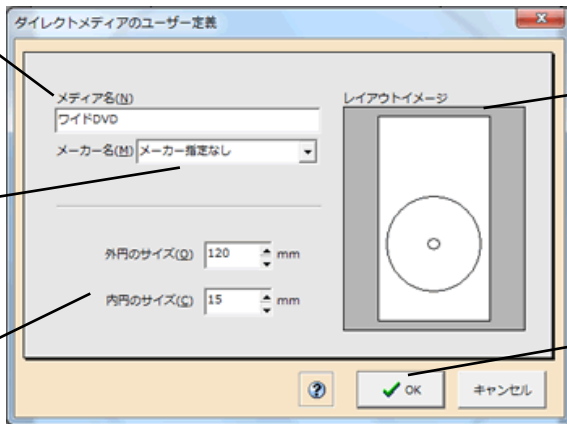 ダイレクトメディアのユーザー定義
メディア名(N)
ワイドDVD
メーカー名(M) メーカー指定なし
外円のサイズ(O) 120 mm
内円のサイズ(C) 15 mm
レイアウトイメージ
OK キャンセル